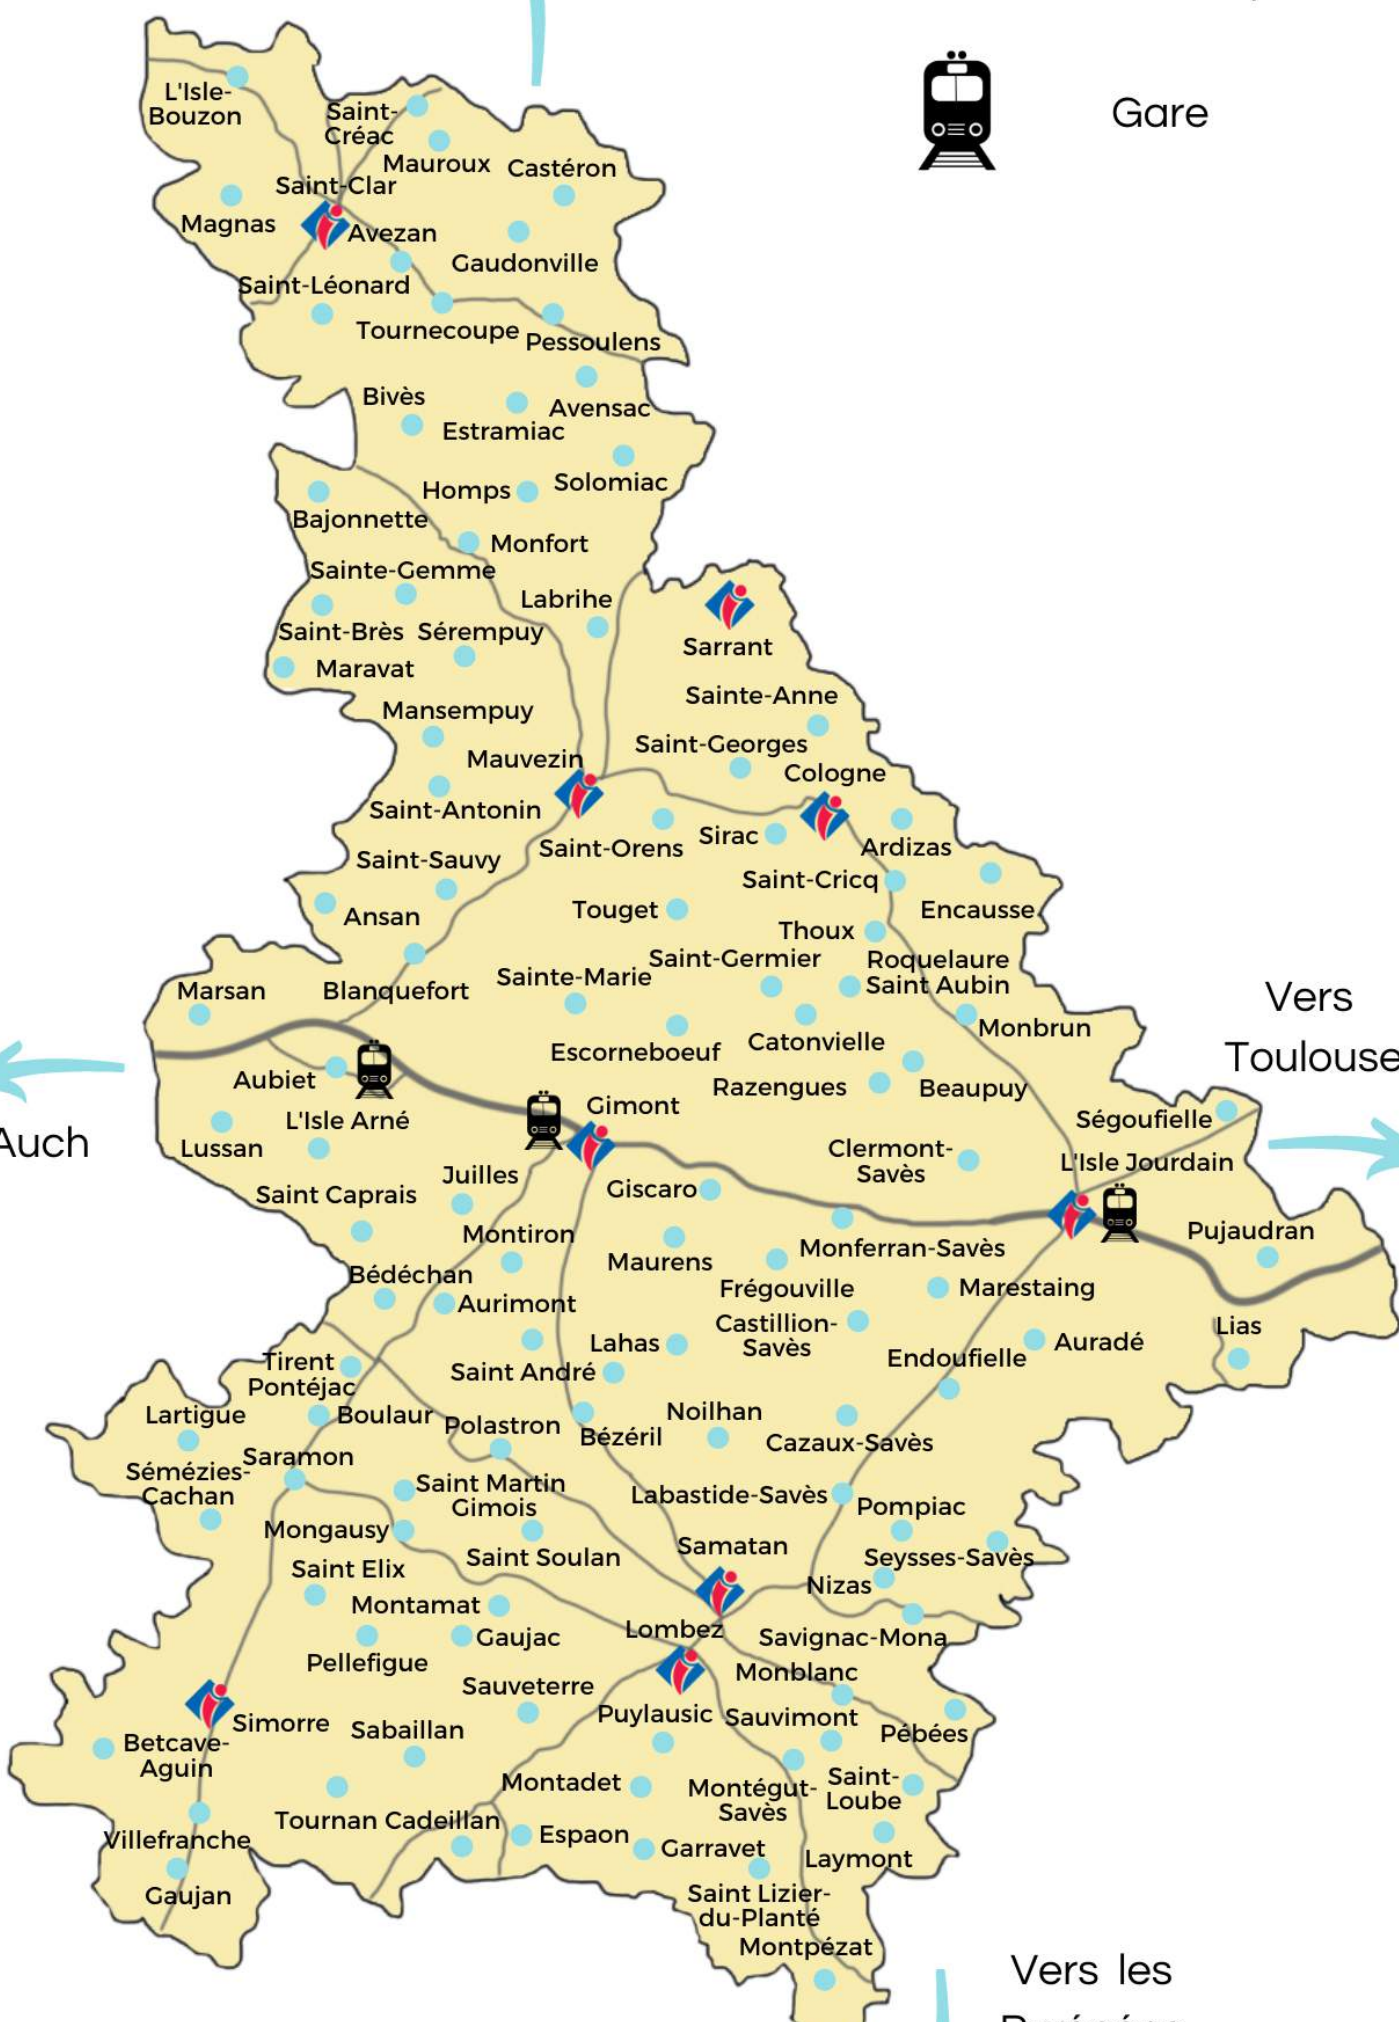 Gare
L'Isle-
Bouzon
Saint-
Créac
Mauroux
Castéron
Saint-Clar
Magnas
Avezan
Gaudonville
Saint-Léonard
Tournecoupe
Pessoulens
Bivès
Avensac
Estramiac
Solomiac
Homps
Bajonnette
Monfort
Sainte-Gemme
Labrihe
Saint-Brès
Sérempuy
Sarrant
Maravat
Sainte-Anne
Mansempuy
Saint-Georges
Mauvezin
Cologne
Saint-Antonin
Sirac
Saint-Orens
Ardizas
Saint-Sauvy
Saint-Cricq
Touget
Encausse
Ansan
Thoux
Saint-Germier
Roquelaure
Saint Aubin
Sainte-Marie
Marsan
Blanquefort
Vers
Toulouse
Monbrun
Catonvielle
Escorneboeuf
Aubiet
Razengues
Beaupuy
Gimont
L'Isle Arné
Ségoufielle
Auch
Lussan
Clermont-
Savès
L'Isle Jourdain
Juilles
Giscaro
Saint Caprais
Pujaudran
Montiron
Monferran-Savès
Maurens
Bédéchan
Frégouville
Marestaing
Aurimont
Castillion-
Savès
Lias
Lahas
Auradé
Endoufielle
Tirent
Pontéjac
Saint André
Lartigue
Boulaur
Polastron
Noilhan
Bézéril
Cazaux-Savès
Saramon
Sémézies-
Cachan
Saint Martin
Gimois
Labastide-Savès
Pompiac
Mongausy
Samatan
Saint Soulan
Seysses-Savès
Saint Elix
Nizas
Montamat
Lombez
Gaujac
Savignac-Mona
Pellefigue
Monblanc
Sauveterre
Puylausic
Sauvimont
Simorre
Sabaillan
Pébées
Betcave-
Aguin
Montadet
Montégut-
Savès
Saint-
Loube
Tournan
Cadeillan
Espaon
Villefranche
Garravet
Laymont
Gaujan
Saint Lizier-
du-Planté
Montpézat
Vers les